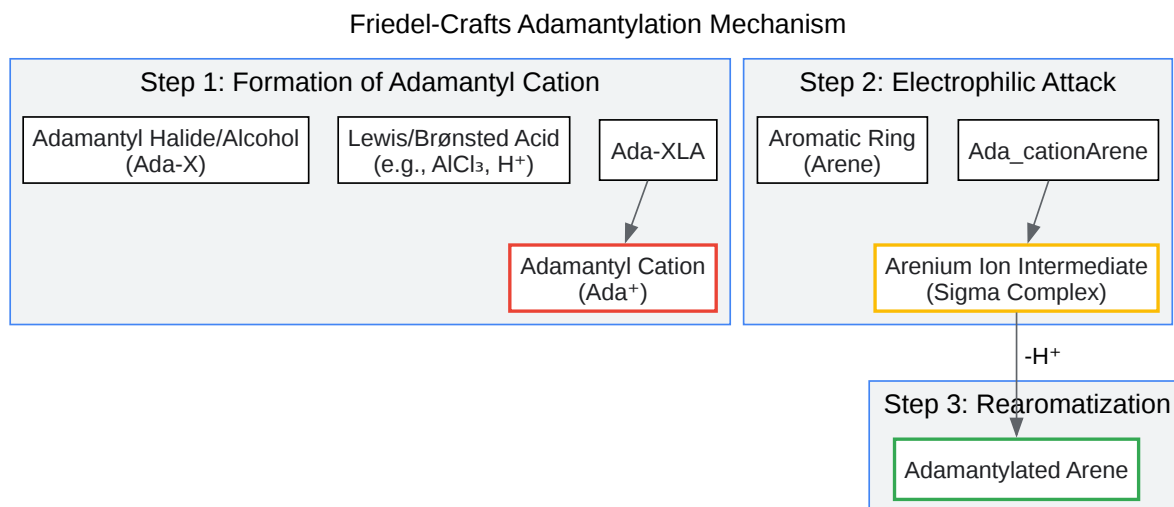 Friedel-Crafts Adamantylation Mechanism
Step 1: Formation of Adamantyl Cation
Adamantyl Halide/Alcohol
(Ada-X)
Lewis/Brønsted Acid
(e.g., AlCl₃, H⁺)
Ada-XLA
Adamantyl Cation
(Ada⁺)
Step 2: Electrophilic Attack
Aromatic Ring
(Arene)
Ada_cationArene
Arenium Ion Intermediate
(Sigma Complex)
-H⁺
Step 3: Rearomatization
Adamantylated Arene